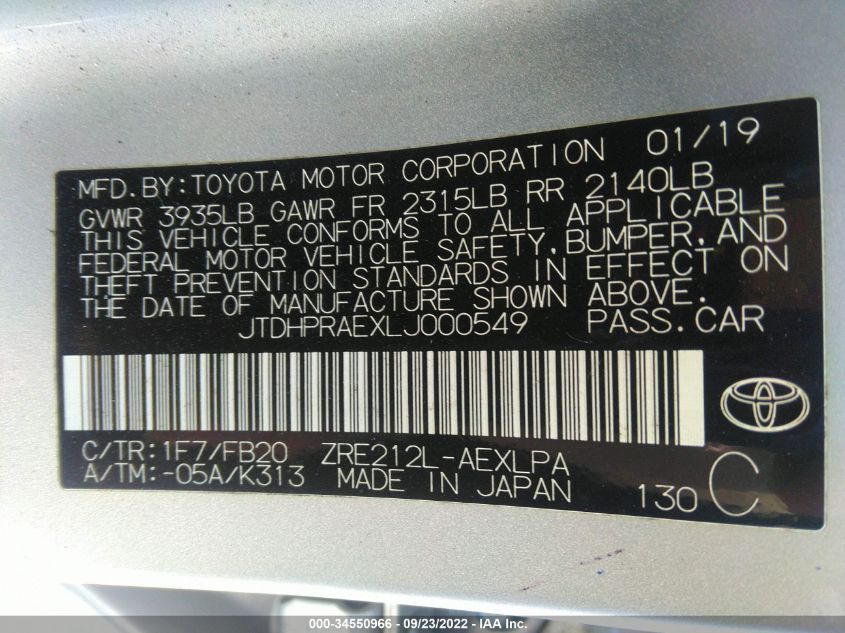 MFD.BY:TOYOTA MOTOR CORPORATION 01/19
GVWR 3935LB GAWR FR 2315LB RR 2140LB
THIS VEHICLE CONFORMS TO ALL APPLICABLE
FEDERAL MOTOR VEHICLE SAFETY,BUMPER,AND
THEFT PREVENTION STANDARDS IN EFFECT ON
THE DATE OF MANUFACTURE SHOWN ABOVE.
JTDHPRAEXLJ000549 PASS.CAR
C/TR:1F7/FB20 ZRE212L-AEXLPA
A/TM:-05A/K313 MADE IN JAPAN 130 C
000-34550966 - 09/23/2022 - IAA Inc.